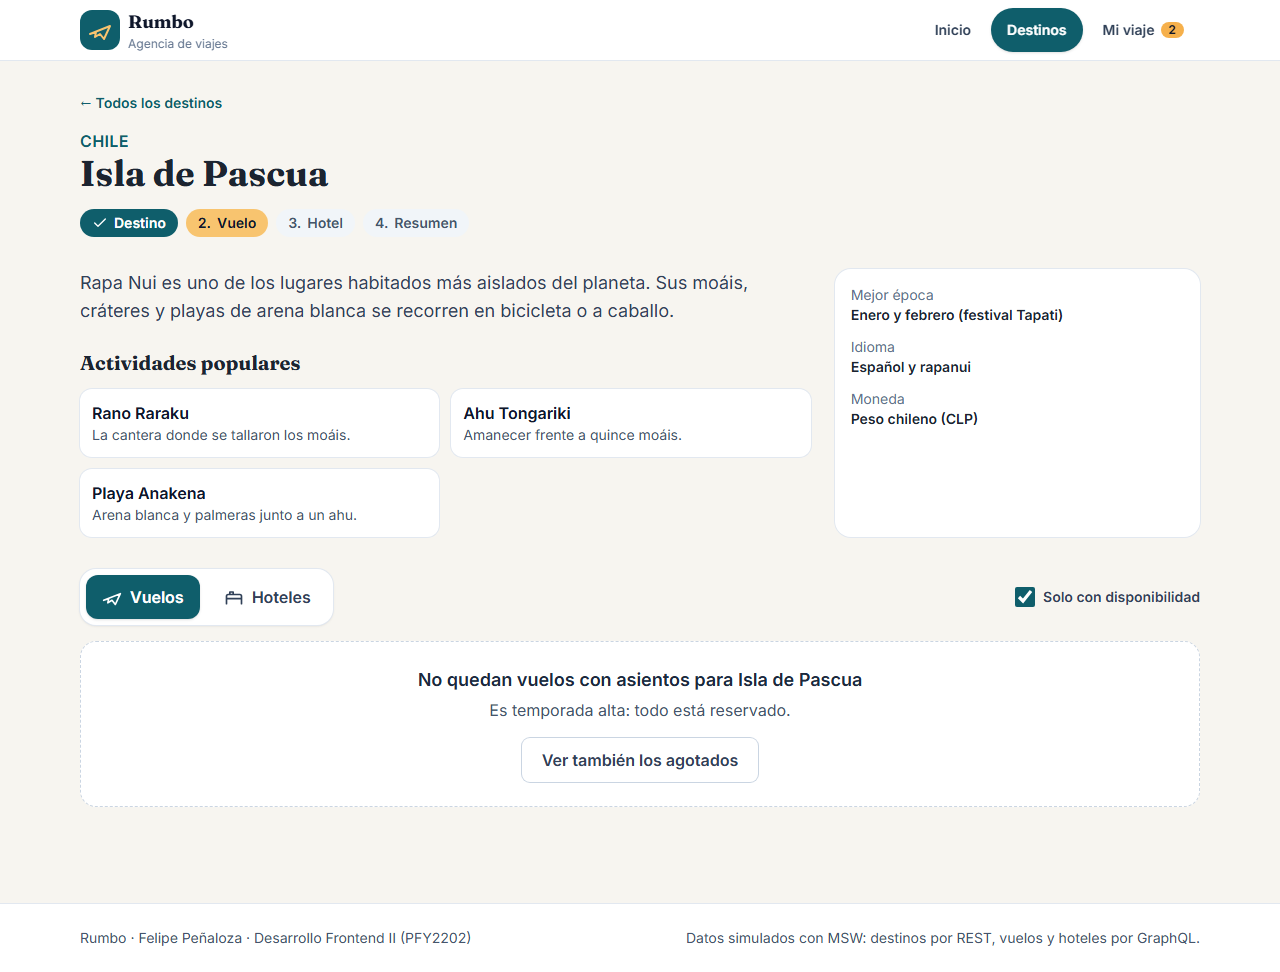 Rumbo
Agencia de viajes
Inicio
Destinos
Mi viaje 2
← Todos los destinos
CHILE
Isla de Pascua
Destino
2. Vuelo
3. Hotel
4. Resumen
Rapa Nui es uno de los lugares habitados más aislados del planeta. Sus moáis,
cráteres y playas de arena blanca se recorren en bicicleta o a caballo.
Actividades populares
Rano Raraku
La cantera donde se tallaron los moáis.
Ahu Tongariki
Amanecer frente a quince moáis.
Playa Anakena
Arena blanca y palmeras junto a un ahu.
Mejor época
Enero y febrero (festival Tapati)
Idioma
Español y rapanui
Moneda
Peso chileno (CLP)
Vuelos
Hoteles
Solo con disponibilidad
No quedan vuelos con asientos para Isla de Pascua
Es temporada alta: todo está reservado.
Ver también los agotados
Rumbo · Felipe Peñaloza · Desarrollo Frontend II (PFY2202)
Datos simulados con MSW: destinos por REST, vuelos y hoteles por GraphQL.